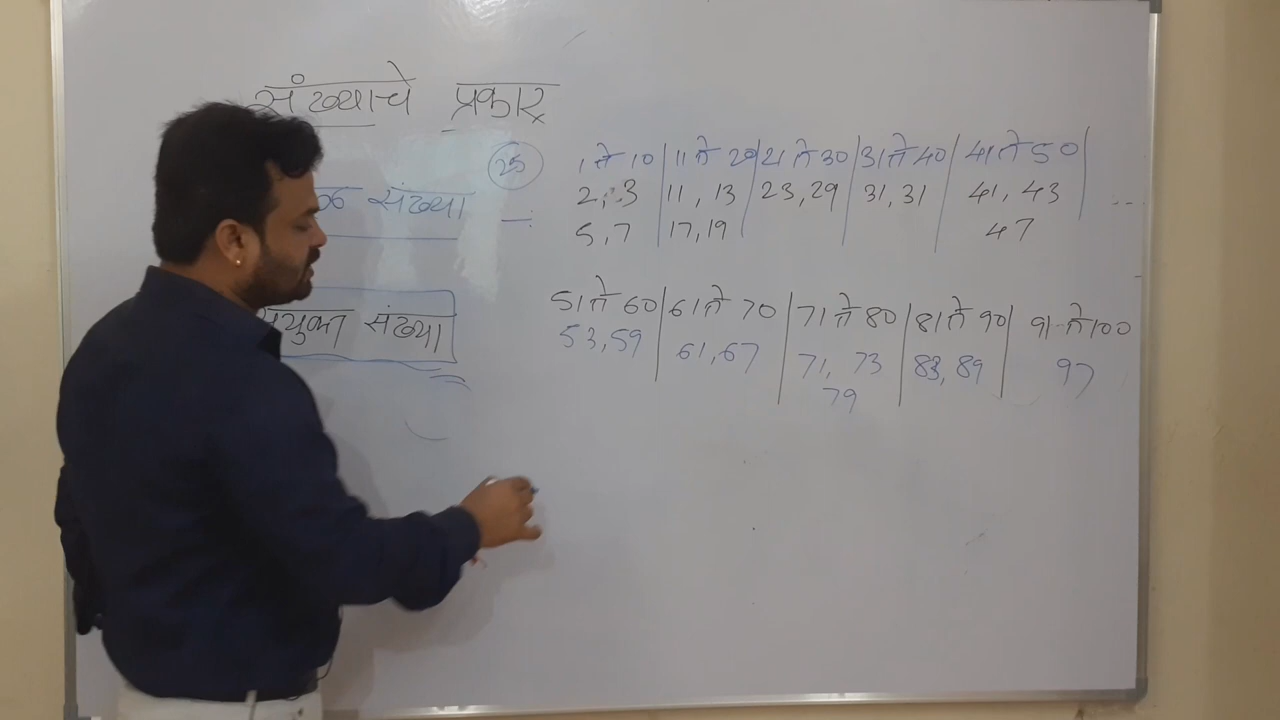 संख्याचे प्रकार
25
संख्या
संख्या
1 ते 10 | 11 ते 20 | 21 ते 30 | 31 ते 40 | 41 ते 50 | ...
2, 3 | 11, 13 | 23, 29 | 31, 31 | 41, 43
5, 7 | 17, 19 | 47
51 ते 60 | 61 ते 70 | 71 ते 80 | 81 ते 90 | 91 ते 100
53, 59 | 61, 67 | 71, 73 | 83, 89 | 97
79